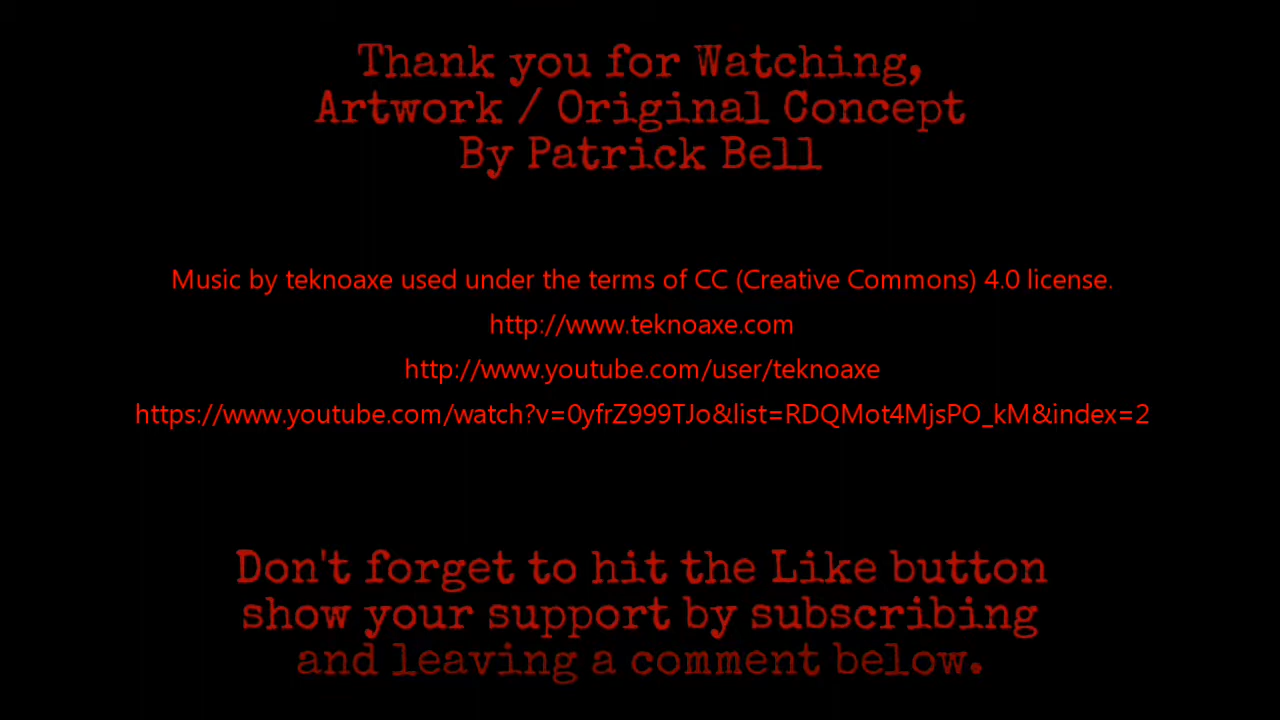 Thank you for Watching,
Artwork / Original Concept
By Patrick Bell
Music by teknoaxe used under the terms of CC (Creative Commons) 4.0 license.
http://www.teknoaxe.com
http://www.youtube.com/user/teknoaxe
https://www.youtube.com/watch?v=0yfrZ999TJo&list=RDQMot4MjsPO_kM&index=2
Don't forget to hit the Like button
show your support by subscribing
and leaving a comment below.